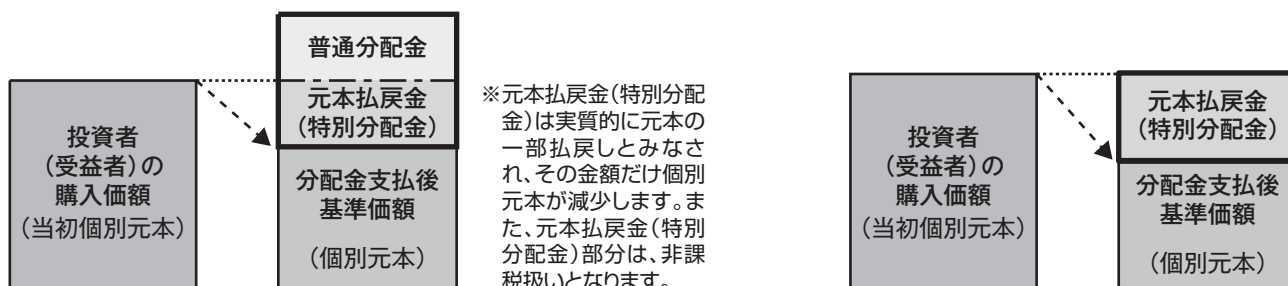 投資者
(受益者)の
購入価額
(当初個別元本)
普通分配金
元本払戻金
(特別分配金)
分配金支払後
基準価額
(個別元本)
※元本払戻金(特別分配
金)は実質的に元本の
一部払戻しとみなさ
れ、その金額だけ個別
元本が減少します。ま
た、元本払戻金(特別
分配金)部分は、非課
税扱いとなります。
投資者
(受益者)の
購入価額
(当初個別元本)
元本払戻金
(特別分配金)
分配金支払後
基準価額
(個別元本)